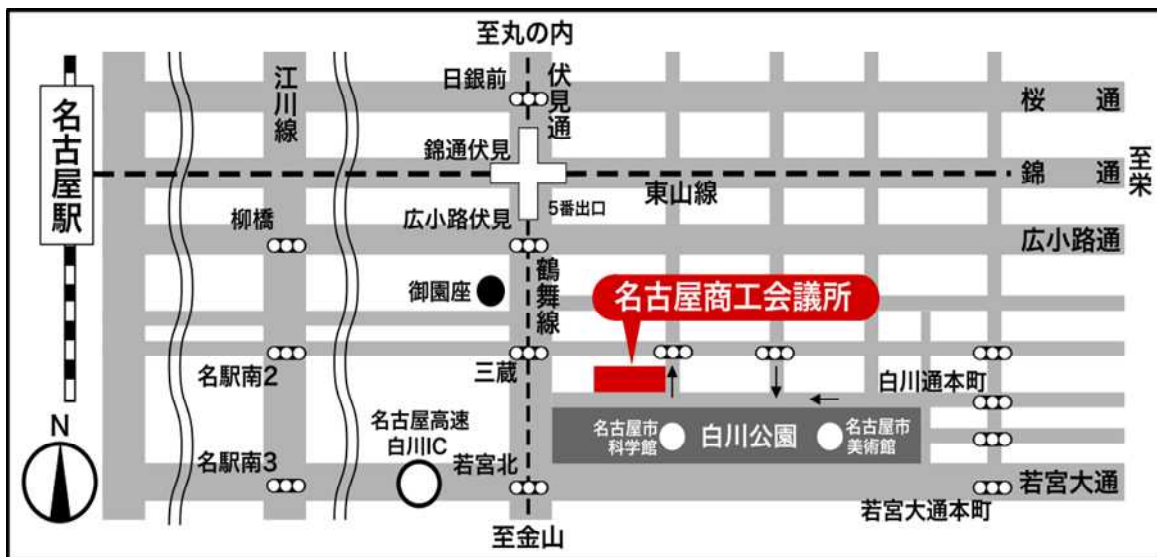 至丸の内
日銀前
伏見通
江川線
桜 通
名古屋駅
錦通伏見
錦 通
至栄
東山線
5番出口
柳橋
広小路伏見
広小路通
鶴舞線
御園座
名古屋商工会議所
名駅南2
三蔵
白川通本町
N
名古屋高速
白川IC
名古屋市
科学館
白川公園
名古屋市
美術館
名駅南3
若宮北
若宮大通
若宮大通本町
至金山